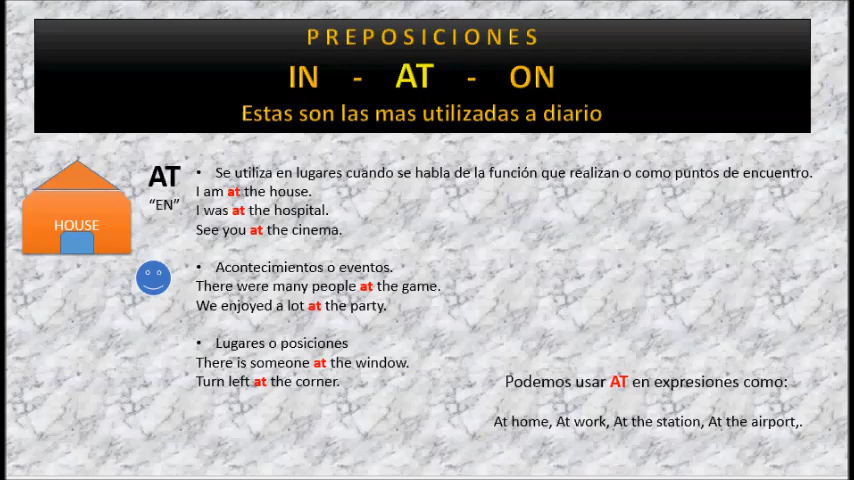 PREPOSICIONES
IN - AT - ON
Estas son las mas utilizadas a diario
HOUSE
AT
"EN"
• Se utiliza en lugares cuando se habla de la función que realizan o como puntos de encuentro.
I am at the house.
I was at the hospital.
See you at the cinema.
• Acontecimientos o eventos.
There were many people at the game.
We enjoyed a lot at the party.
• Lugares o posiciones
There is someone at the window.
Turn left at the corner.
Podemos usar AT en expresiones como:
At home, At work, At the station, At the airport,.